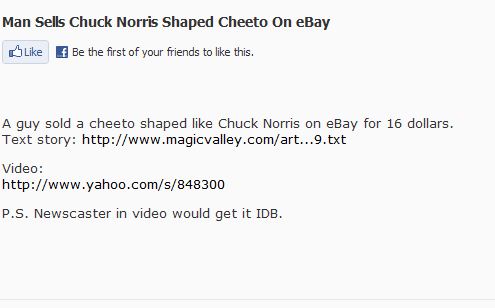 Man Sells Chuck Norris Shaped Cheeto On eBay
Like
Be the first of your friends to like this.
A guy sold a cheeto shaped like Chuck Norris on eBay for 16 dollars.
Text story: http://www.magicvalley.com/art...9.txt
Video:
http://www.yahoo.com/s/848300
P.S. Newscaster in video would get it IDB.